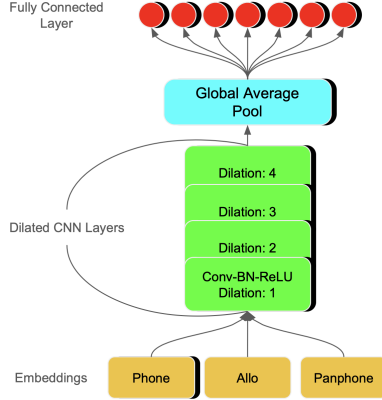 Fully Connected
Layer
Global Average
Pool
Dilation: 4
Dilation: 3
Dilated CNN Layers
Dilation: 2
Conv-BN-ReLU
Dilation: 1
Embeddings
Phone
Allo
Panphone